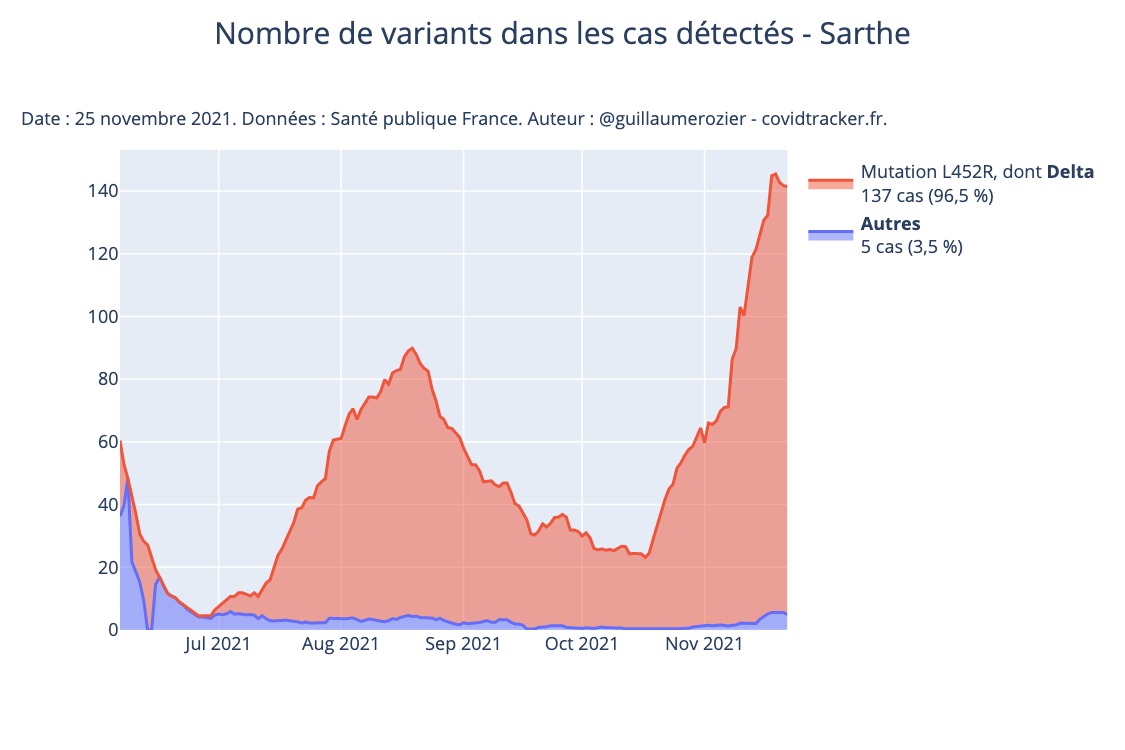 Nombre de variants dans les cas détectés - Sarthe
Date : 25 novembre 2021. Données : Santé publique France. Auteur : @guillaumerozier - covidtracker.fr.
Mutation L452R, dont Delta
137 cas (96,5 %)
Autres
5 cas (3,5 %)
140
120
100
80
60
40
20
0
Jul 2021
Aug 2021
Sep 2021
Oct 2021
Nov 2021